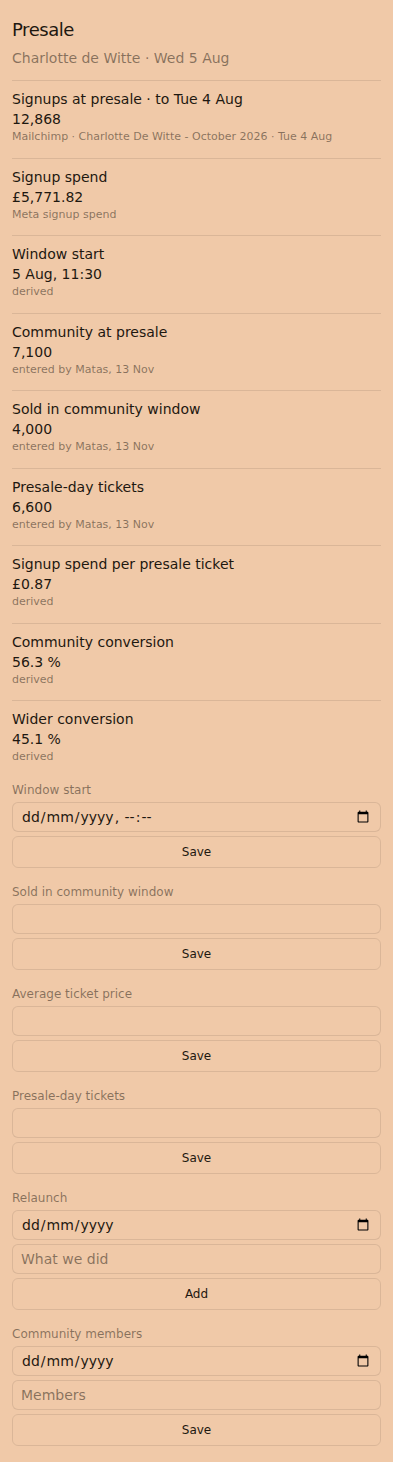 Presale
Charlotte de Witte · Wed 5 Aug
Signups at presale · to Tue 4 Aug
12,868
Mailchimp · Charlotte De Witte - October 2026 · Tue 4 Aug
Signup spend
£5,771.82
Meta signup spend
Window start
5 Aug, 11:30
derived
Community at presale
7,100
entered by Matas, 13 Nov
Sold in community window
4,000
entered by Matas, 13 Nov
Presale-day tickets
6,600
entered by Matas, 13 Nov
Signup spend per presale ticket
£0.87
derived
Community conversion
56.3 %
derived
Wider conversion
45.1 %
derived
Window start
dd/mm/yyyy, --:--
Save
Sold in community window
Save
Average ticket price
Save
Presale-day tickets
Save
Relaunch
dd/mm/yyyy
What we did
Add
Community members
dd/mm/yyyy
Members
Save